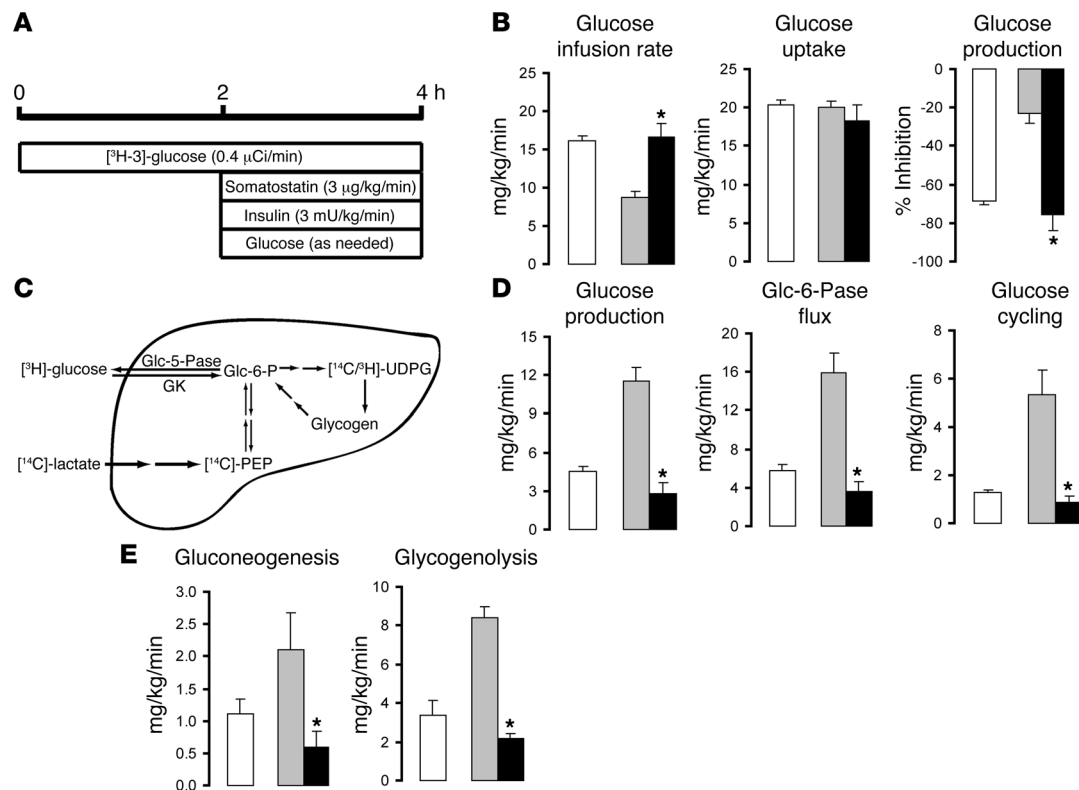 A
0 2 4 h
[³H-3]-glucose (0.4 μCi/min)
Somatostatin (3 μg/kg/min)
Insulin (3 mU/kg/min)
Glucose (as needed)
B
Glucose
infusion rate
mg/kg/min
25
20
15
10
5
0
*
Glucose
uptake
mg/kg/min
25
20
15
10
5
0
Glucose
production
% Inhibition
0
-20
-40
-60
-80
-100
*
C
[³H]-glucose
Glc-5-Pase
GK
Glc-6-P
[¹⁴C/³H]-UDPG
Glycogen
[¹⁴C]-lactate
[¹⁴C]-PEP
D
Glucose
production
mg/kg/min
15
12
9
6
3
0
*
Glc-6-Pase
flux
mg/kg/min
20
16
12
8
4
0
*
Glucose
cycling
mg/kg/min
8
6
4
2
0
*
E
Gluconeogenesis
mg/kg/min
3.0
2.5
2.0
1.5
1.0
0.5
0.0
*
Glycogenolysis
mg/kg/min
10
8
6
4
2
0
*